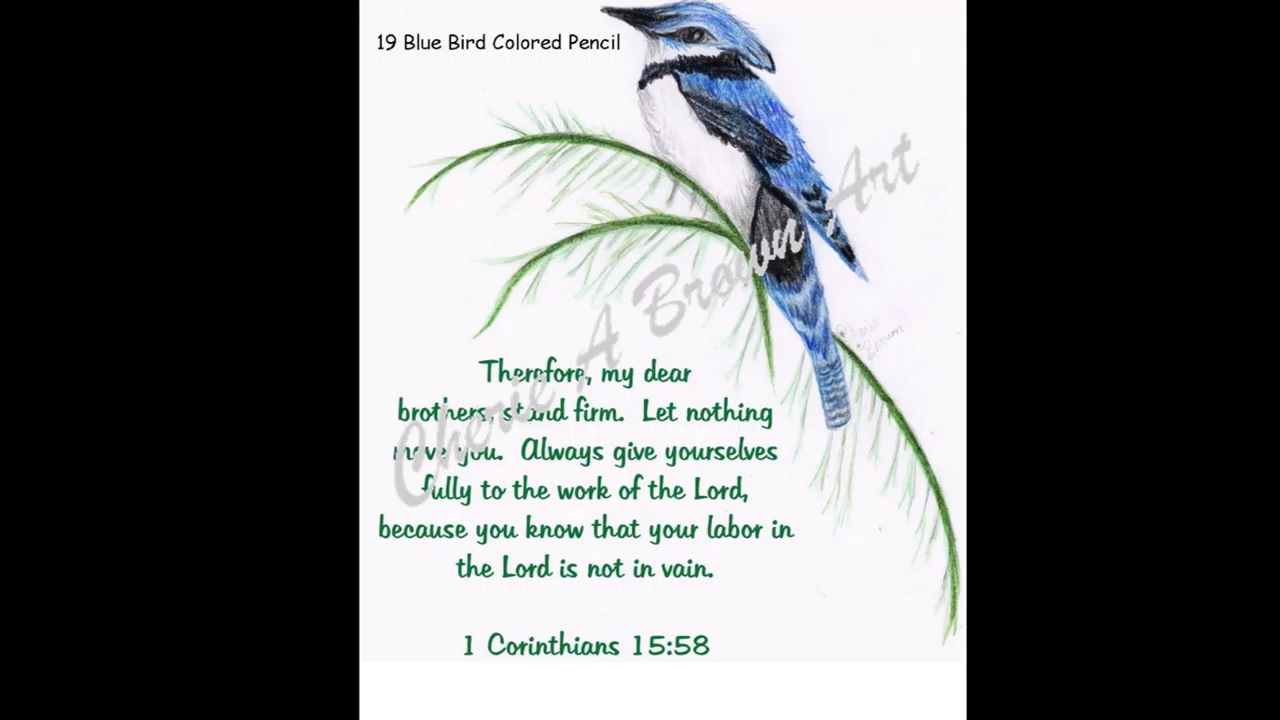 19 Blue Bird Colored Pencil
Cherie A Brown Art
Therefore, my dear
brothers, stand firm. Let nothing
move you. Always give yourselves
fully to the work of the Lord,
because you know that your labor in
the Lord is not in vain.
1 Corinthians 15:58